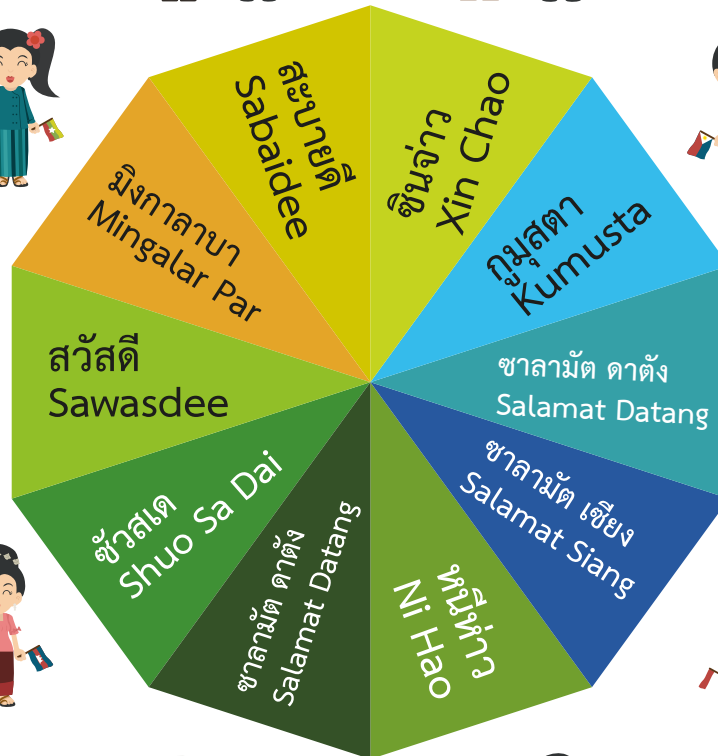 สะบายดี
Sabaidee
ซินจ่าว
Xin Chao
กูมุสตา
Kumusta
ซาลามัต ดาตัง
Salamat Datang
ซาลามัต เซียง
Salamat Siang
หนีห่าว
Ni Hao
ซาลามัต ดาตัง
Salamat Datang
ซัวสเด
Shuo Sa Dai
สวัสดี
Sawasdee
มิงกาลาบา
Mingalar Par